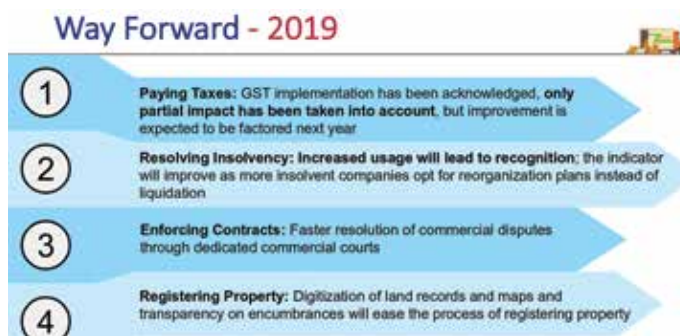 Way Forward - 2019
1
Paying Taxes: GST implementation has been acknowledged, only
partial impact has been taken into account, but improvement is
expected to be factored next year
2
Resolving Insolvency: Increased usage will lead to recognition; the indicator
will improve as more insolvent companies opt for reorganization plans instead of
liquidation
3
Enforcing Contracts: Faster resolution of commercial disputes
through dedicated commercial courts
4
Registering Property: Digitization of land records and maps and
transparency on encumbrances will ease the process of registering property